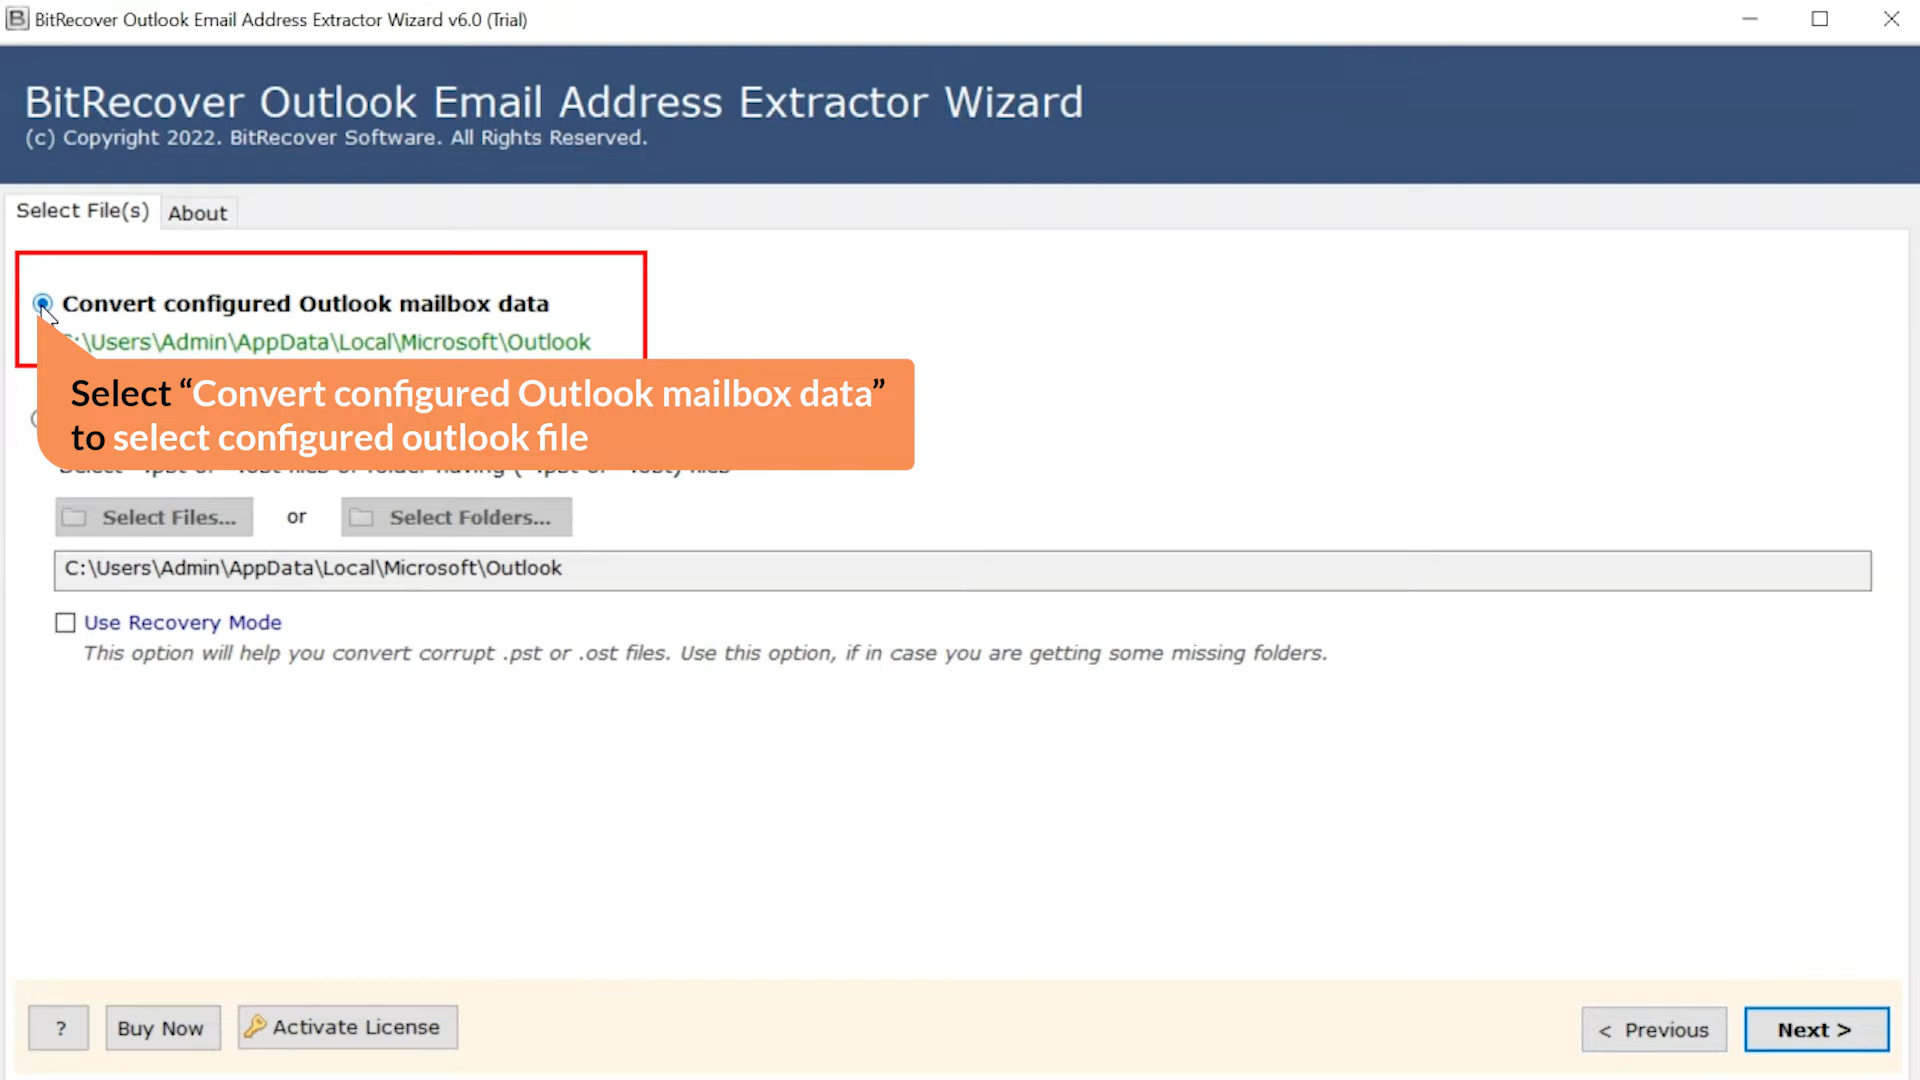 BitRecover Outlook Email Address Extractor Wizard v6.0 (Trial)
BitRecover Outlook Email Address Extractor Wizard
(c) Copyright 2022. BitRecover Software. All Rights Reserved.
Select File(s) About
Convert configured Outlook mailbox data
:\Users\Admin\AppData\Local\Microsoft\Outlook
Select “Convert configured Outlook mailbox data”
to select configured outlook file
Select Files... or Select Folders...
C:\Users\Admin\AppData\Local\Microsoft\Outlook
Use Recovery Mode
This option will help you convert corrupt .pst or .ost files. Use this option, if in case you are getting some missing folders.
? Buy Now Activate License < Previous Next >